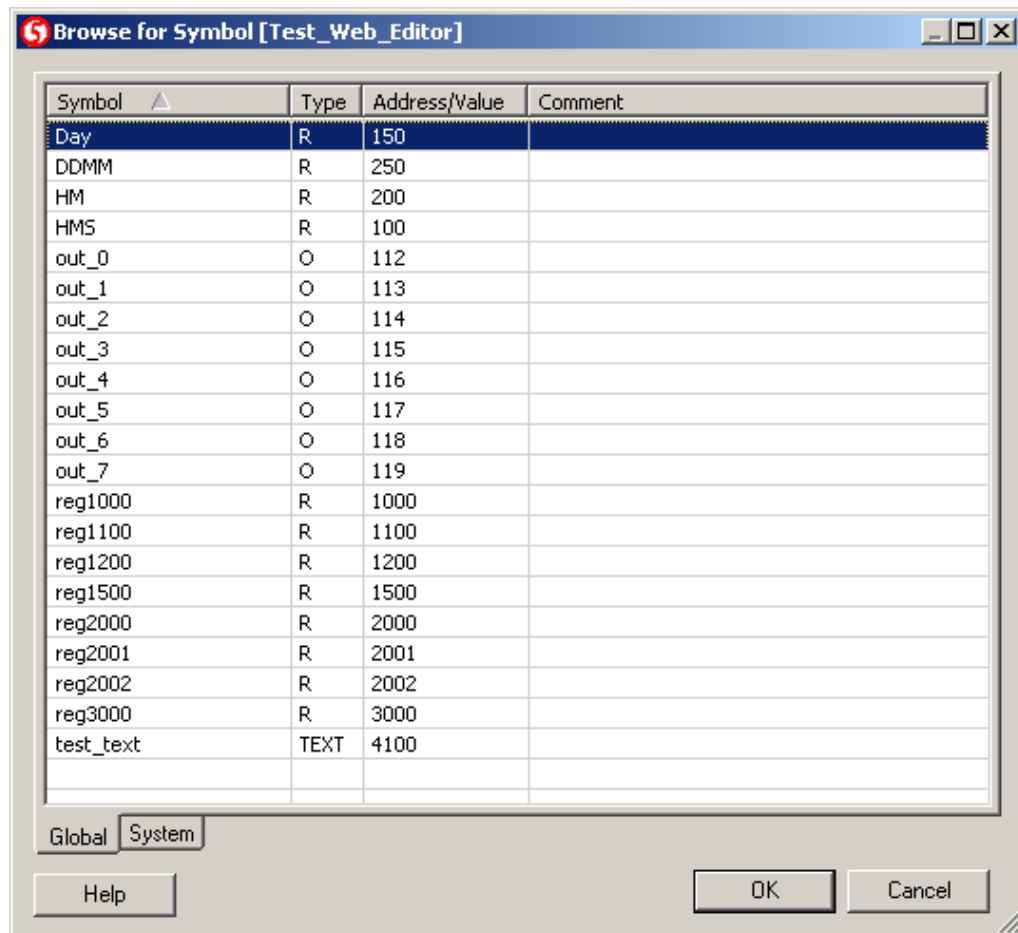 Browse for Symbol [Test_Web_Editor]
Symbol Type Address/Value Comment
Day R 150
DDMM R 250
HM R 200
HMS R 100
out_0 O 112
out_1 O 113
out_2 O 114
out_3 O 115
out_4 O 116
out_5 O 117
out_6 O 118
out_7 O 119
reg1000 R 1000
reg1100 R 1100
reg1200 R 1200
reg1500 R 1500
reg2000 R 2000
reg2001 R 2001
reg2002 R 2002
reg3000 R 3000
test_text TEXT 4100
Global System
Help OK Cancel